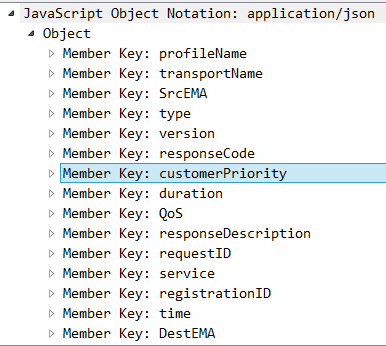 JavaScript Object Notation: application/json
Object
Member Key: profileName
Member Key: transportName
Member Key: SrcEMA
Member Key: type
Member Key: version
Member Key: responseCode
Member Key: customerPriority
Member Key: duration
Member Key: QoS
Member Key: responseDescription
Member Key: requestID
Member Key: service
Member Key: registrationID
Member Key: time
Member Key: DestEMA